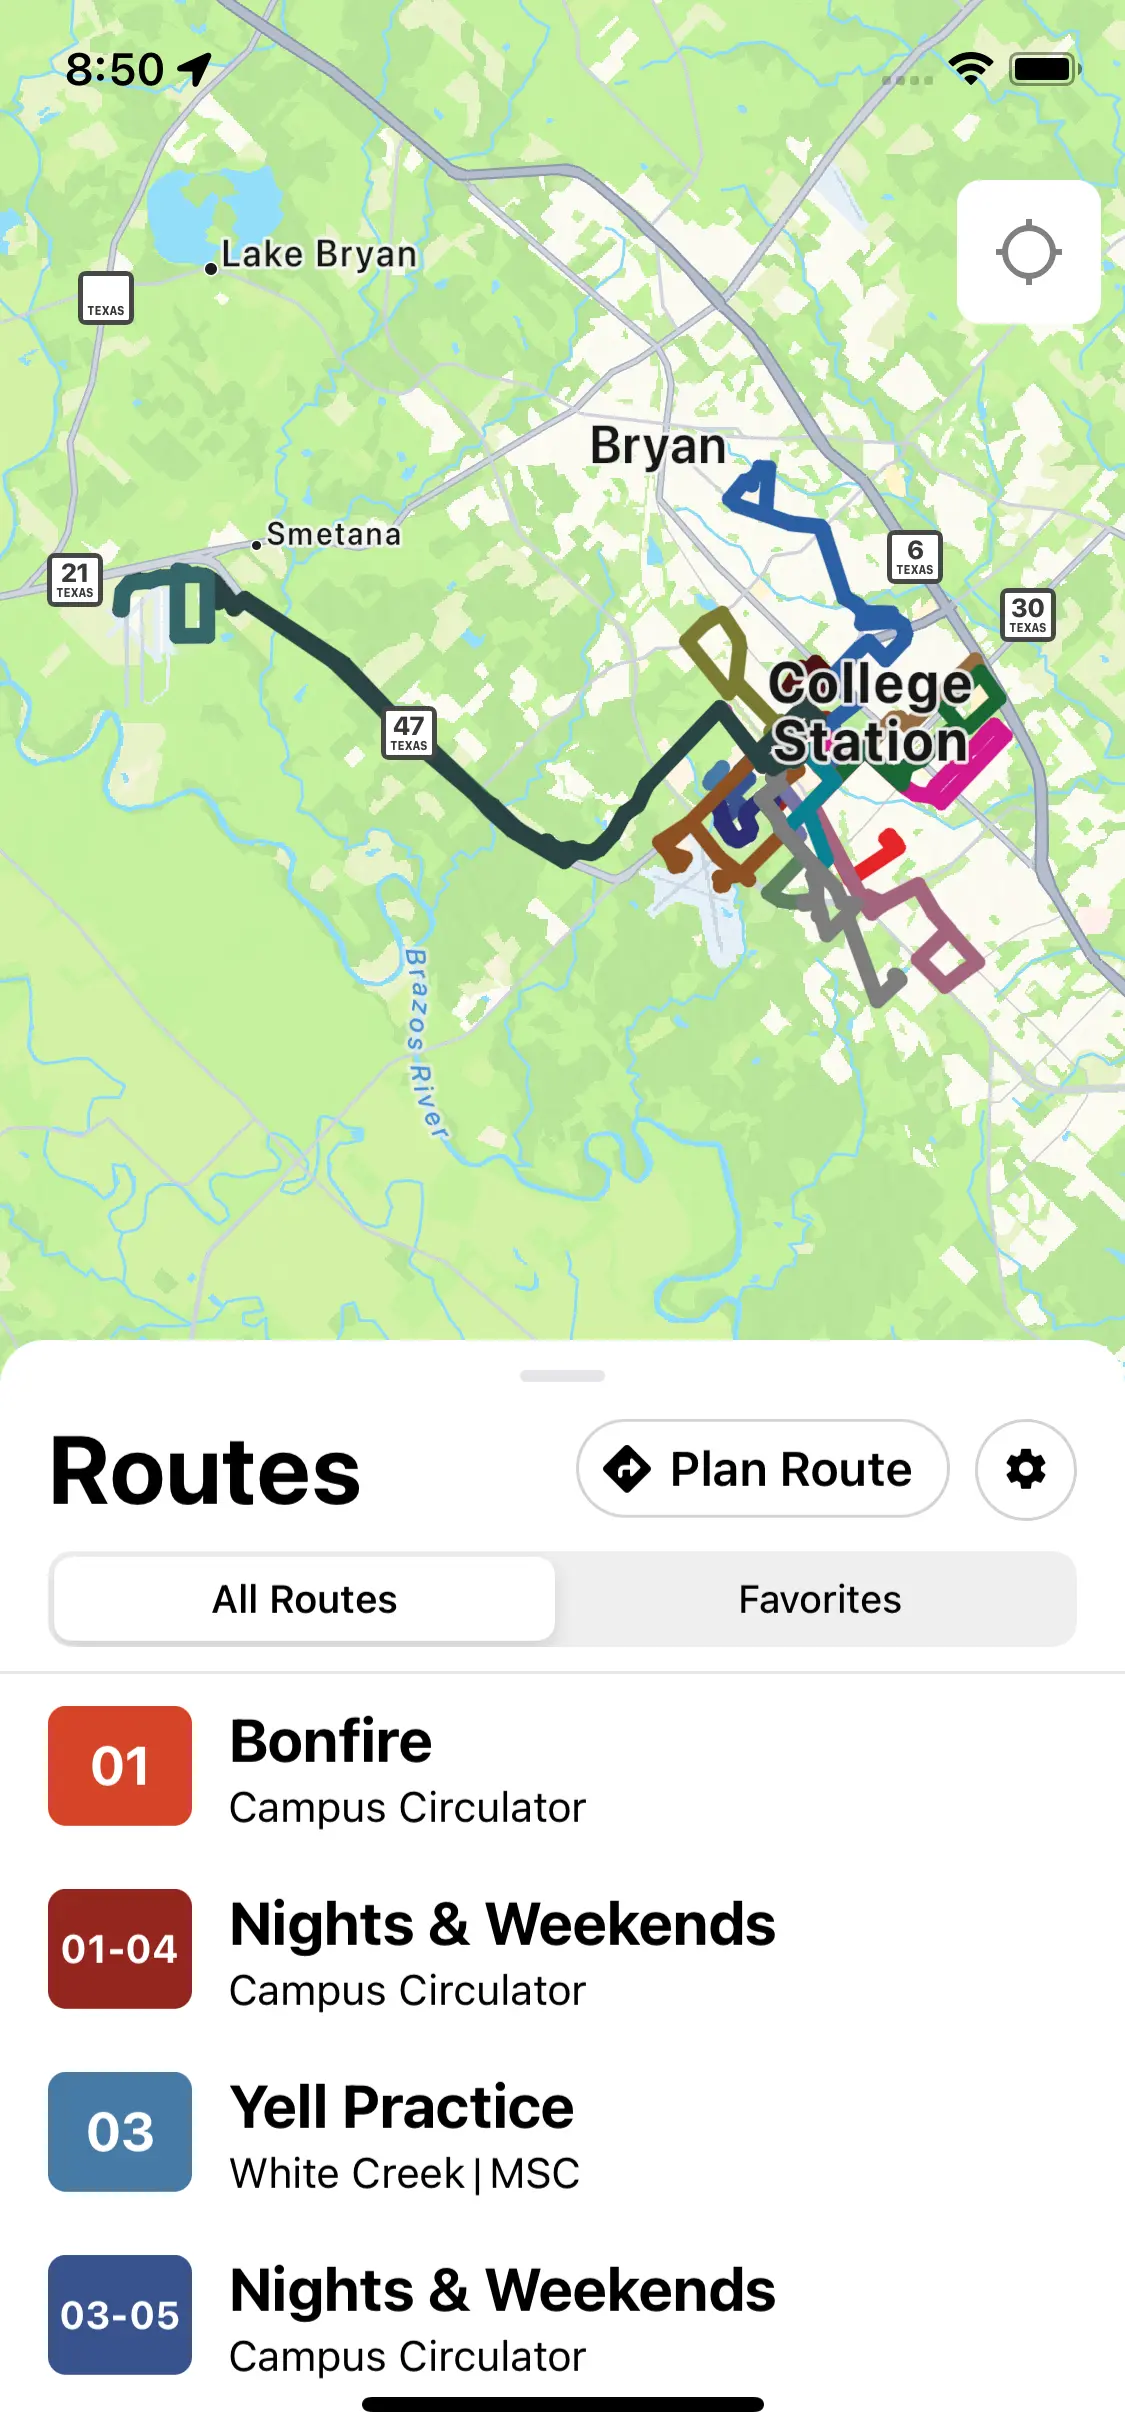 8:50
Lake Bryan
TEXAS
Bryan
Smetana
21
TEXAS
6
TEXAS
30
TEXAS
College
Station
47
TEXAS
Brazos River
Routes
Plan Route
All Routes
Favorites
01
Bonfire
Campus Circulator
01-04
Nights & Weekends
Campus Circulator
03
Yell Practice
White Creek | MSC
03-05
Nights & Weekends
Campus Circulator